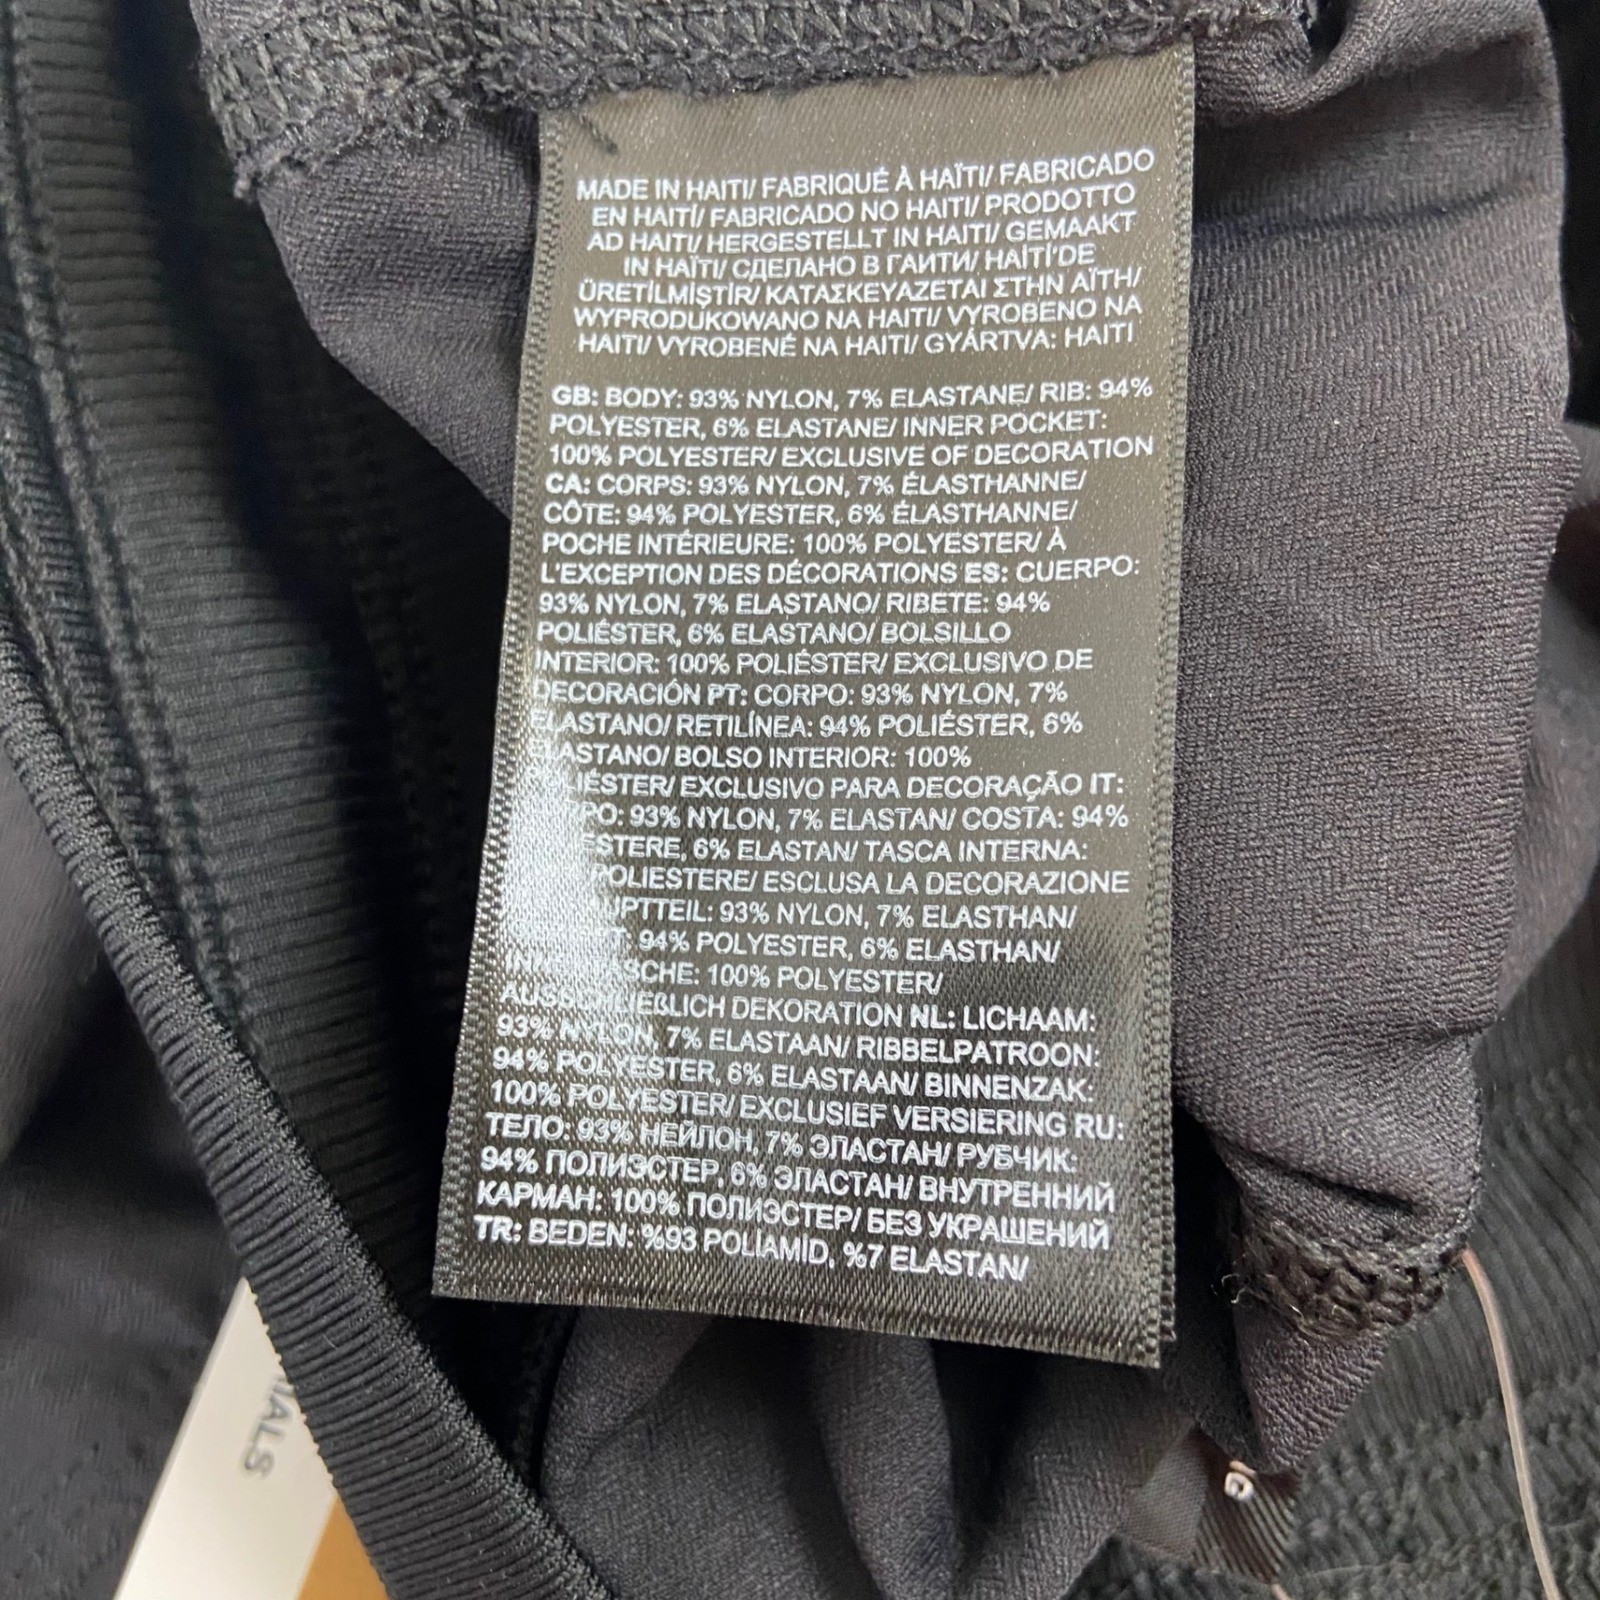 MADE IN HAITI/ FABRIQUÉ À HAÏTI/ FABRICADO
EN HAITÍ/ FABRICADO NO HAITI/ PRODOTTO
AD HAITI/ HERGESTELLT IN HAITI/ GEMAAKT
IN HAÏTI/ СДЕЛАНО В ГАИТИ/ HAİTİ'DE
ÜRETİLMİŞTİR/ ΚΑΤΑΣΚΕΥΑΖΕΤΑΙ ΣΤΗΝ ΑΪΤΗ/
WYPRODUKOWANO NA HAITI/ VYROBENO NA
HAITI/ VYROBENÉ NA HAITI/ GYÁRTVA: HAITI
GB: BODY: 93% NYLON, 7% ELASTANE/ RIB: 94%
POLYESTER, 6% ELASTANE/ INNER POCKET:
100% POLYESTER/ EXCLUSIVE OF DECORATION
CA: CORPS: 93% NYLON, 7% ÉLASTHANNE/
CÔTE: 94% POLYESTER, 6% ÉLASTHANNE/
POCHE INTÉRIEURE: 100% POLYESTER/ À
L'EXCEPTION DES DÉCORATIONS ES: CUERPO:
93% NYLON, 7% ELASTANO/ RIBETE: 94%
POLIÉSTER, 6% ELASTANO/ BOLSILLO
INTERIOR: 100% POLIÉSTER/ EXCLUSIVO DE
DECORACIÓN PT: CORPO: 93% NYLON, 7%
ELASTANO/ RETILÍNEA: 94% POLIÉSTER, 6%
ELASTANO/ BOLSO INTERIOR: 100%
POLIÉSTER/ EXCLUSIVO PARA DECORAÇÃO IT:
93% NYLON, 7% ELASTAN/ COSTA: 94%
6% ELASTAN/ TASCA INTERNA:
POLIESTERE/ ESCLUSA LA DECORAZIONE
93% NYLON, 7% ELASTHAN/
94% POLYESTER, 6% ELASTHAN/
100% POLYESTER/
AUSSCHLIEßLICH DEKORATION NL: LICHAAM:
93% NYLON, 7% ELASTAAN/ RIBBELPATROON:
94% POLYESTER, 6% ELASTAAN/ BINNENZAK:
100% POLYESTER/ EXCLUSIEF VERSIERING RU:
ТЕЛО: 93% НЕЙЛОН, 7% ЭЛАСТАН/ РУБЧИК:
94% ПОЛИЭСТЕР, 6% ЭЛАСТАН/ ВНУТРЕННИЙ
КАРМАН: 100% ПОЛИЭСТЕР/ БЕЗ УКРАШЕНИЙ
TR: BEDEN: %93 POLİAMİD, %7 ELASTAN/